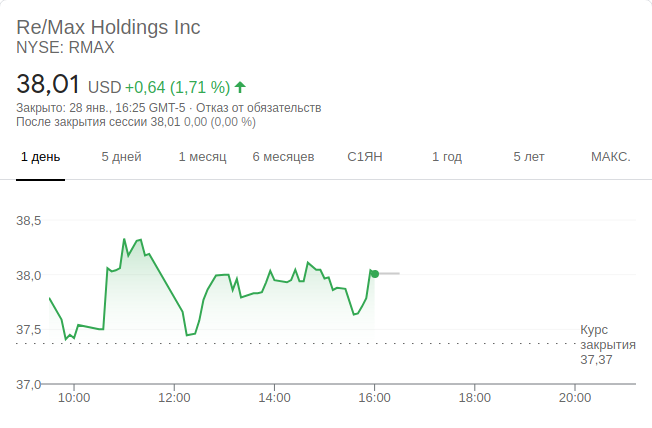 Re/Max Holdings Inc
NYSE: RMAX
38,01 USD +0,64 (1,71 %)
Закрыто: 28 янв., 16:25 GMT-5 · Отказ от обязательств
После закрытия сессии 38,01 0,00 (0,00 %)
1 день 5 дней 1 месяц 6 месяцев С1ЯН 1 год 5 лет МАКС.
38,5
38,0
37,5
Курс
закрытия
37,37
37,0
10:00 12:00 14:00 16:00 18:00 20:00